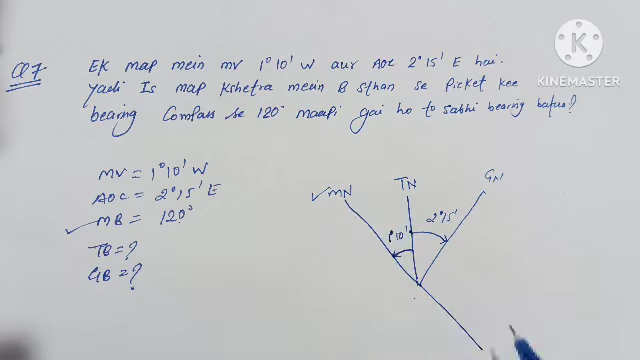 Q7 Ek map mein mv 1°10' W aur AOC 2°15' E hai.
Yadi Is map Kshetra mein B Sthan se Picket kee
bearing Compass se 120° maapi gai ho to sabhi bearing batao?
MV = 1°10' W
AOC = 2°15' E
MB = 120°
TB = ?
GB = ?
MN TN GN
1°10' 2°15'
K
KINEMASTER